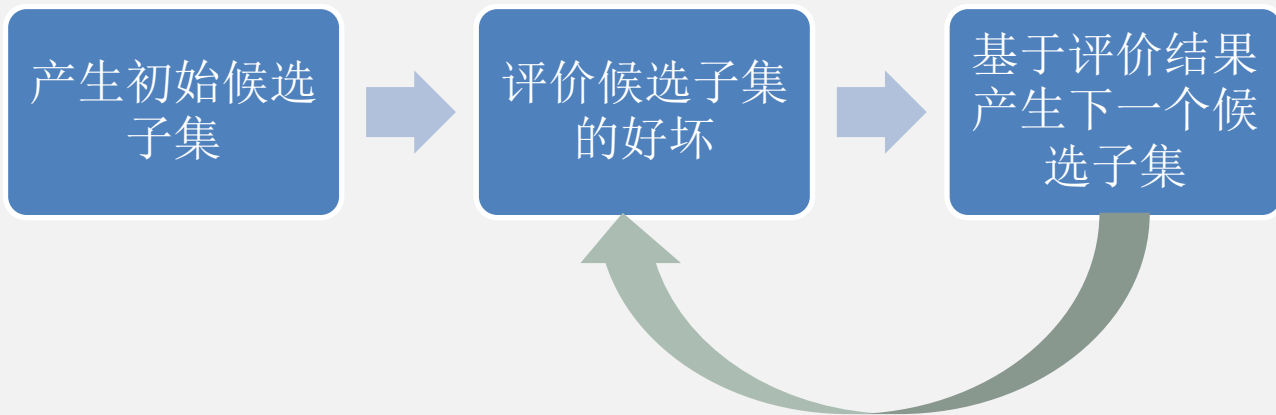 产生初始候选
子集
评价候选子集
的好坏
基于评价结果
产生下一个候
选子集